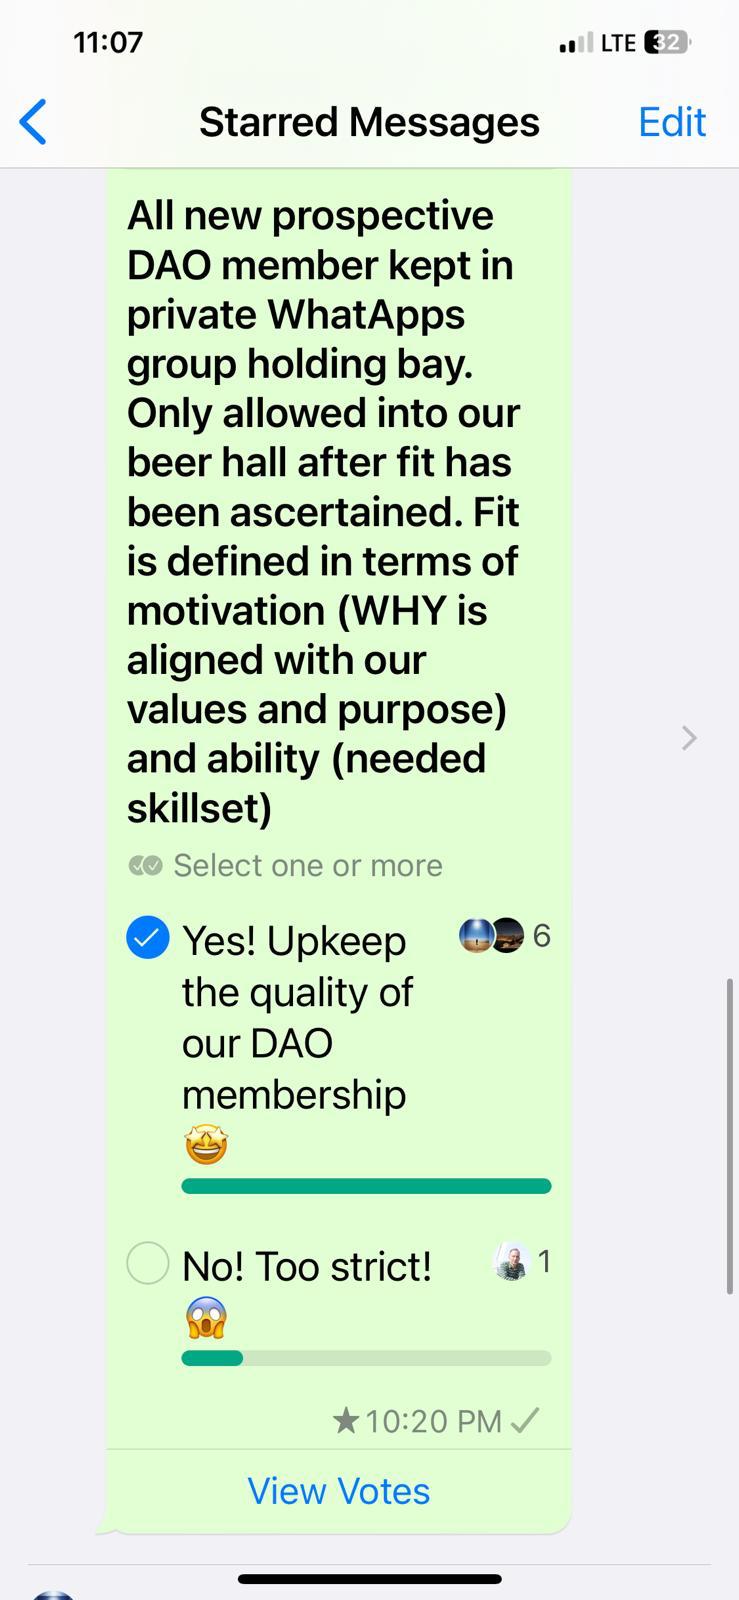 11:07
LTE 32
Starred Messages
Edit
All new prospective
DAO member kept in
private WhatApps
group holding bay.
Only allowed into our
beer hall after fit has
been ascertained. Fit
is defined in terms of
motivation (WHY is
aligned with our
values and purpose)
and ability (needed
skillset)
Select one or more
Yes! Upkeep
6
the quality of
our DAO
membership
🤩
No! Too strict!
1
😱
★10:20 PM
View Votes